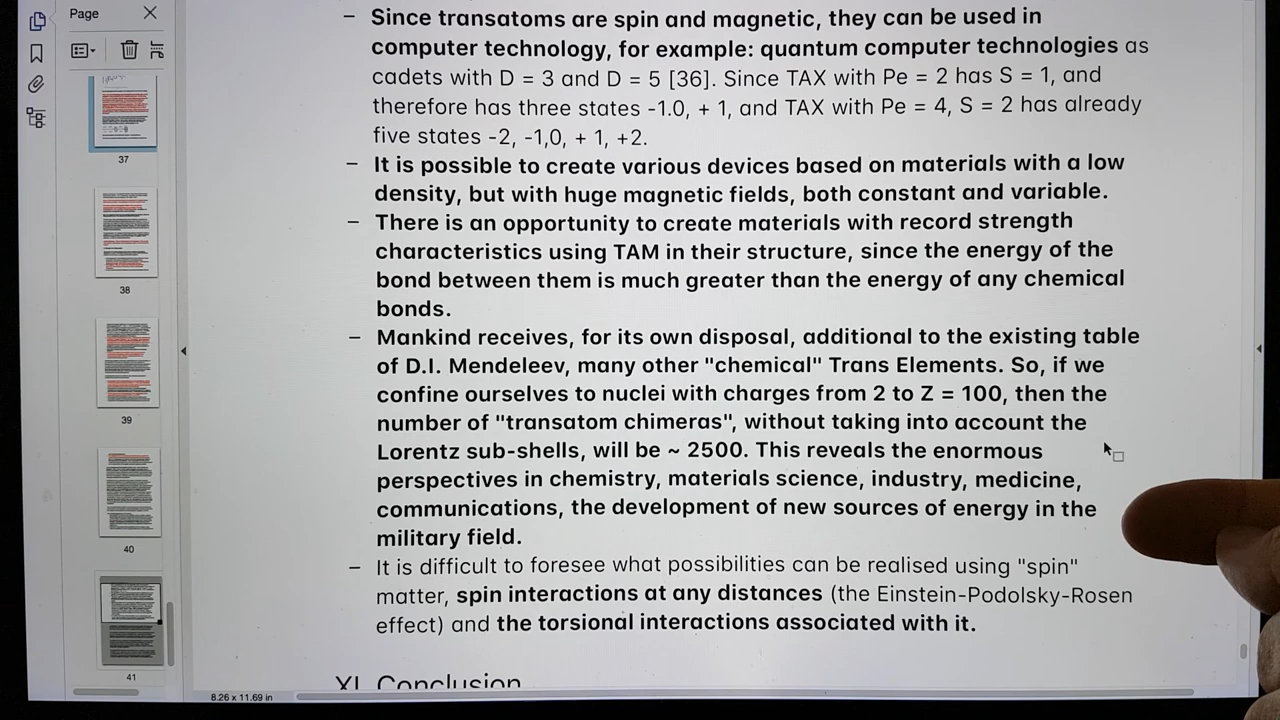 Page
– Since transatoms are spin and magnetic, they can be used in
computer technology, for example: quantum computer technologies as
cadets with D = 3 and D = 5 [36]. Since TAX with Pe = 2 has S = 1, and
therefore has three states -1.0, + 1, and TAX with Pe = 4, S = 2 has already
five states -2, -1,0, + 1, +2.
– It is possible to create various devices based on materials with a low
density, but with huge magnetic fields, both constant and variable.
– There is an opportunity to create materials with record strength
characteristics using TAM in their structure, since the energy of the
bond between them is much greater than the energy of any chemical
bonds.
– Mankind receives, for its own disposal, additional to the existing table
of D.I. Mendeleev, many other "chemical" Trans Elements. So, if we
confine ourselves to nuclei with charges from 2 to Z = 100, then the
number of "transatom chimeras", without taking into account the
Lorentz sub-shells, will be ~ 2500. This reveals the enormous
perspectives in chemistry, materials science, industry, medicine,
communications, the development of new sources of energy in the
military field.
– It is difficult to foresee what possibilities can be realised using "spin"
matter, spin interactions at any distances (the Einstein-Podolsky-Rosen
effect) and the torsional interactions associated with it.
XI. Conclusion
37
38
39
40
41
8.26 x 11.69 in